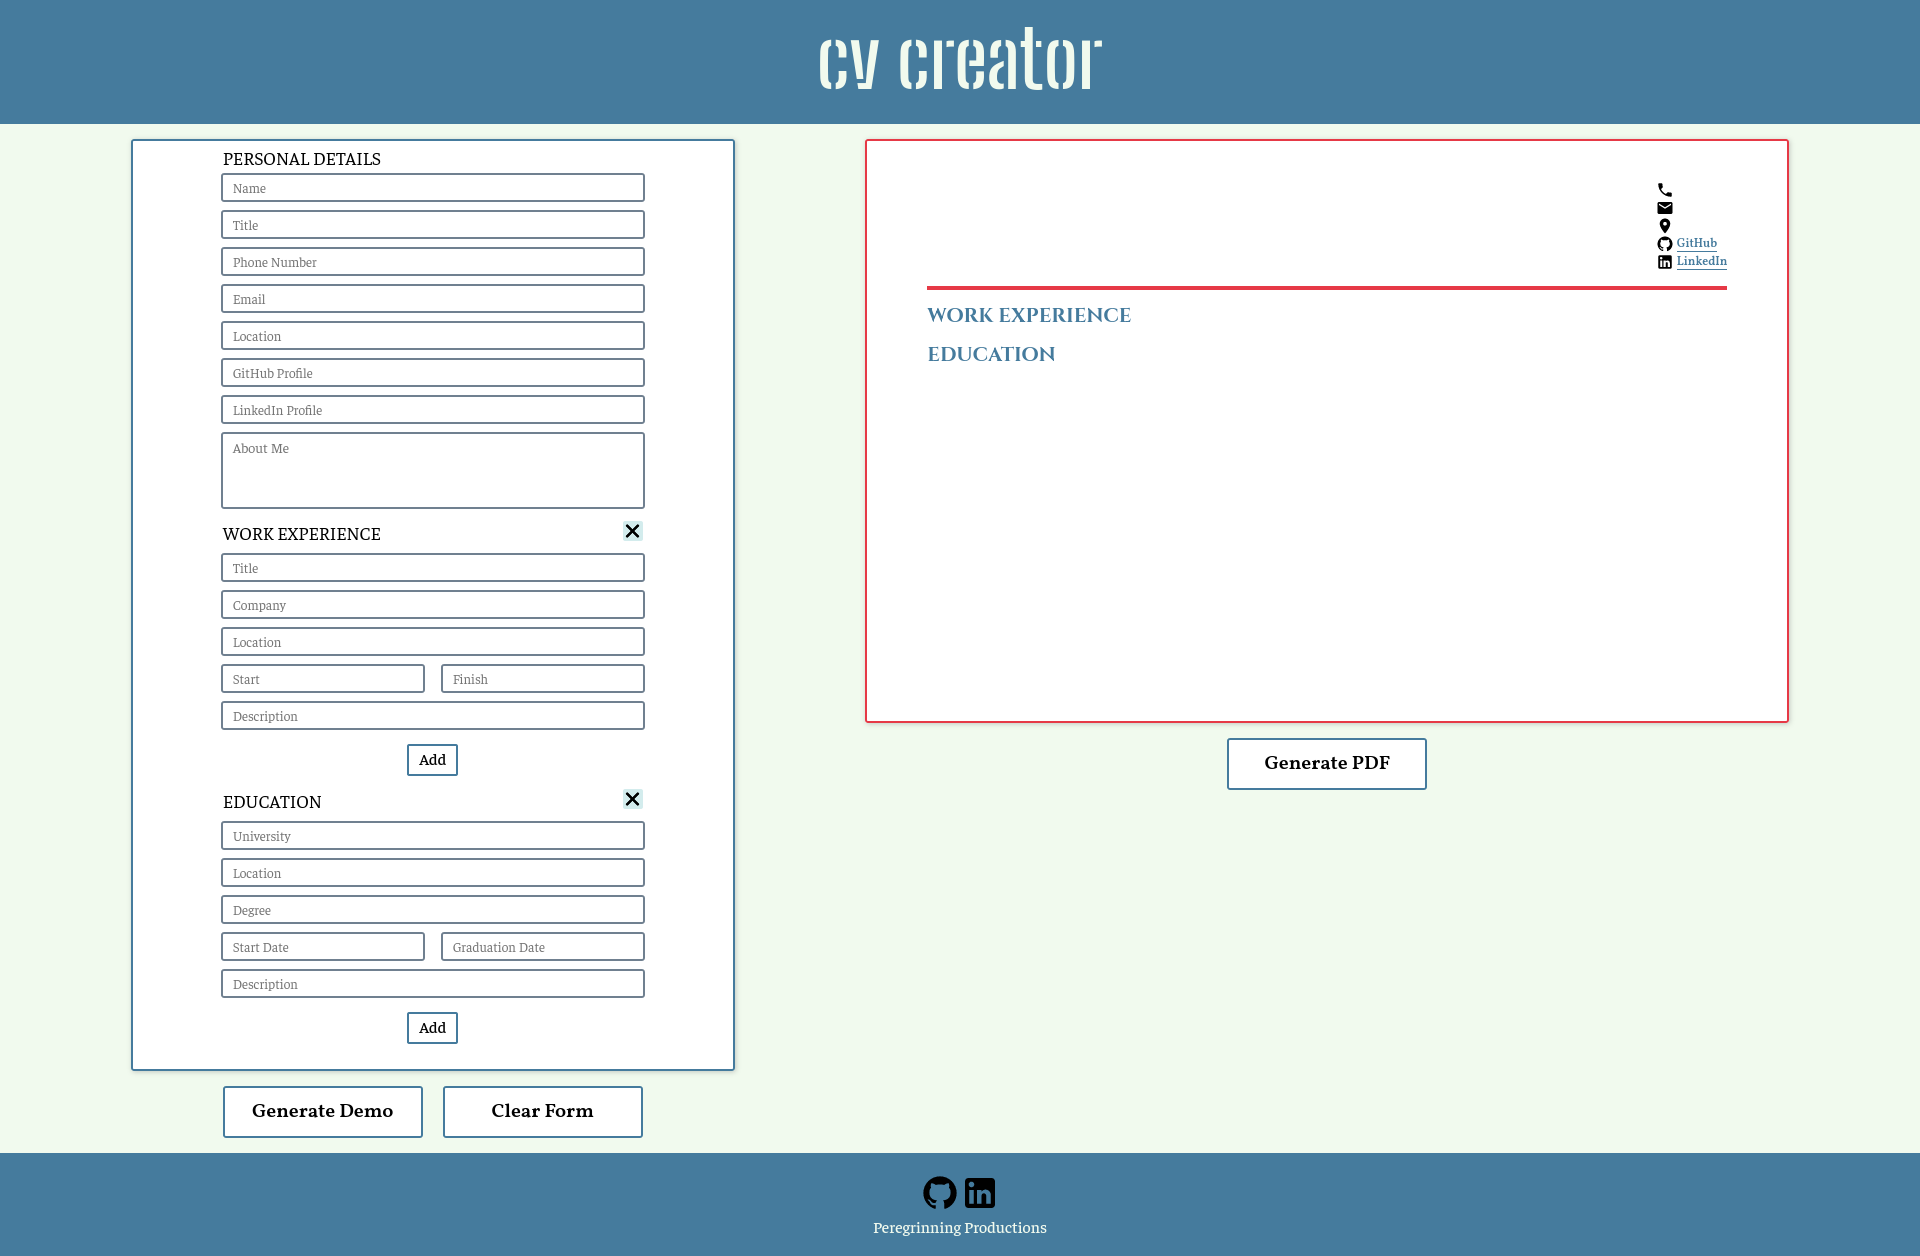 cv creator
PERSONAL DETAILS
Name
Title
Phone Number
Email
Location
GitHub Profile
LinkedIn Profile
About Me
WORK EXPERIENCE
Title
Company
Location
Start
Finish
Description
Add
EDUCATION
University
Location
Degree
Start Date
Graduation Date
Description
Add
Generate Demo
Clear Form
GitHub
LinkedIn
WORK EXPERIENCE
EDUCATION
Generate PDF
Peregrinning Productions